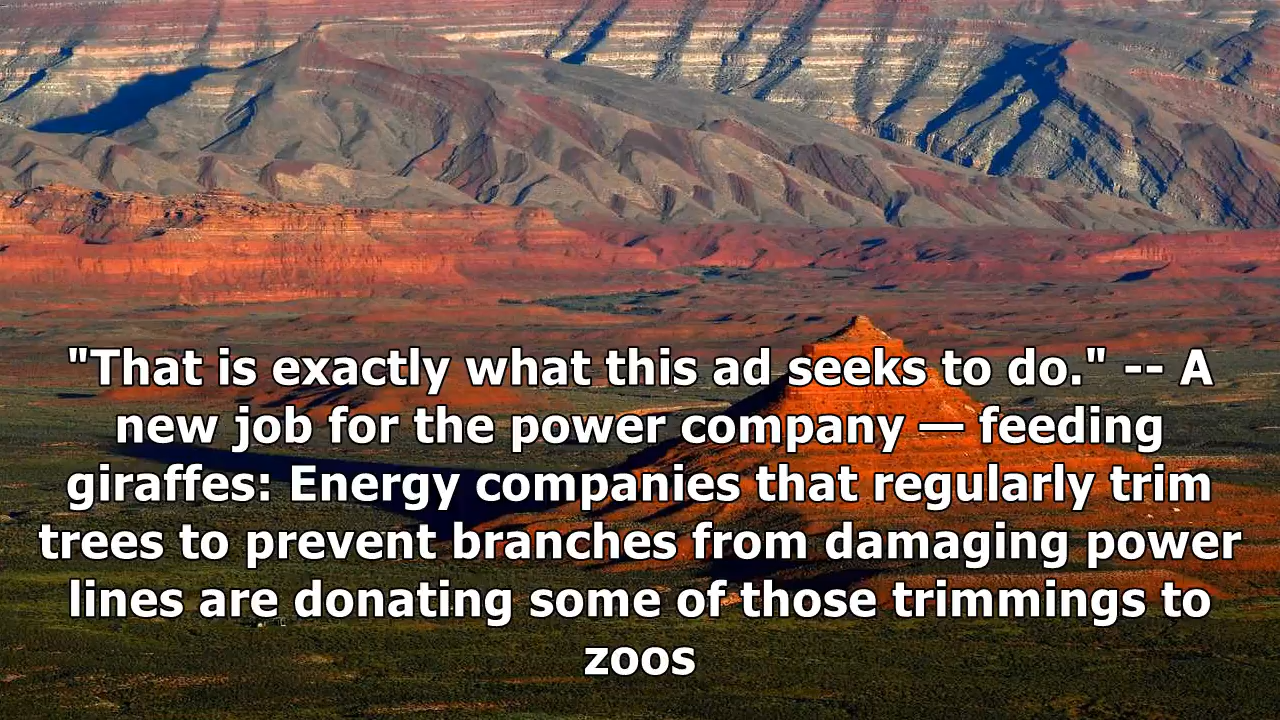 "That is exactly what this ad seeks to do." -- A
new job for the power company — feeding
giraffes: Energy companies that regularly trim
trees to prevent branches from damaging power
lines are donating some of those trimmings to
zoos